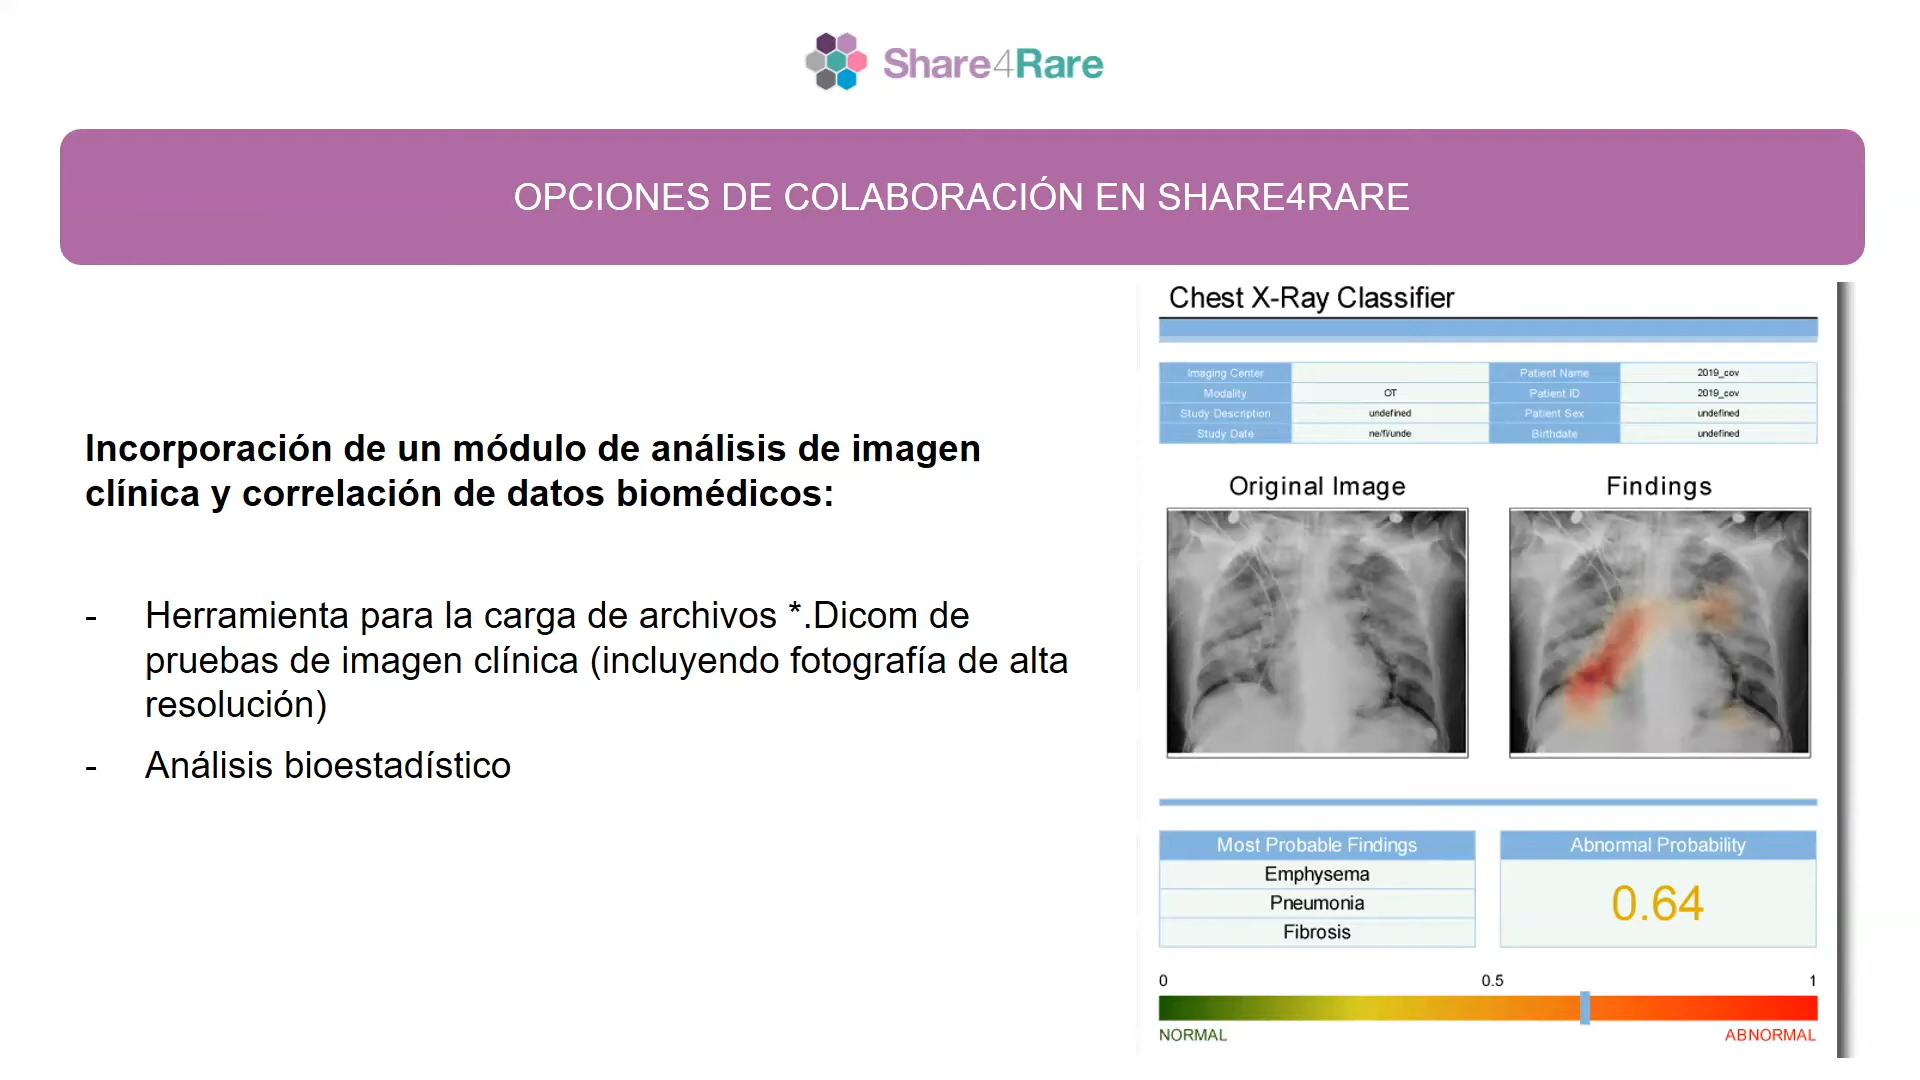 Share4Rare
OPCIONES DE COLABORACIÓN EN SHARE4RARE
Incorporación de un módulo de análisis de imagen
clínica y correlación de datos biomédicos:
- Herramienta para la carga de archivos *.Dicom de
pruebas de imagen clínica (incluyendo fotografía de alta
resolución)
- Análisis bioestadístico
Chest X-Ray Classifier
Imaging Center Patient Name 2019_cov
Modality OT Patient ID 2019_cov
Study Description undefined Patient Sex undefined
Study Date ne/fi/unde Birthdate undefined
Original Image Findings
Most Probable Findings Abnormal Probability
Emphysema
Pneumonia 0.64
Fibrosis
0 0.5 1
NORMAL ABNORMAL